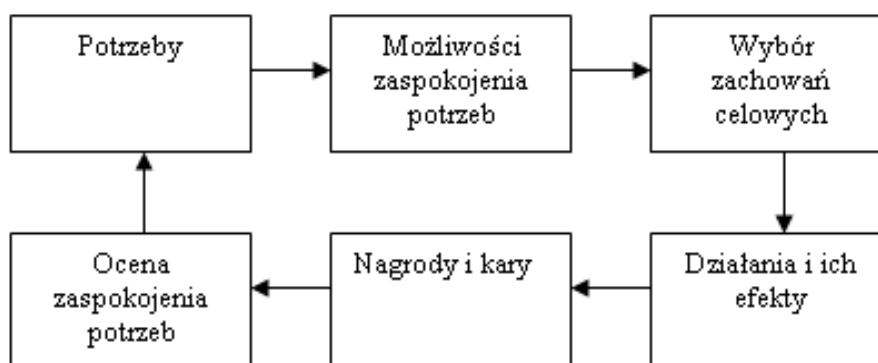 Potrzeby
Możliwości
zaspokojenia
potrzeb
Wybór
zachowań
celowych
Ocena
zaspokojenia
potrzeb
Nagrody i kary
Działania i ich
efekty